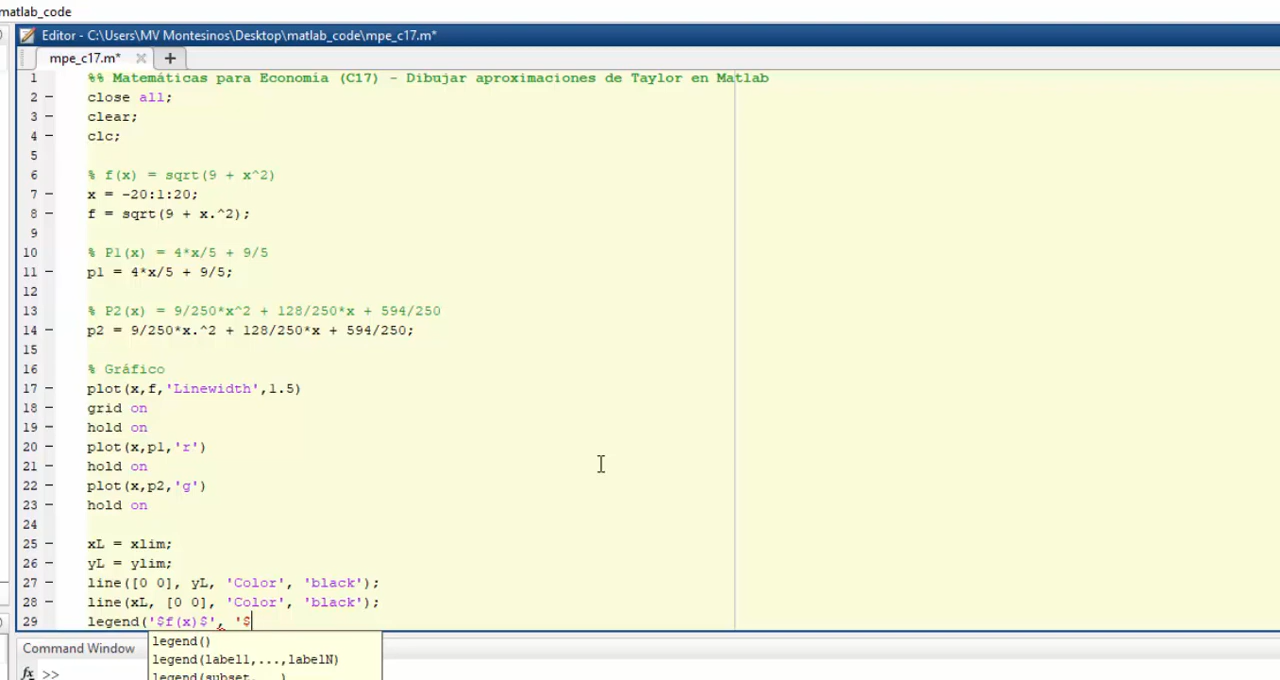 matlab_code
Editor - C:\Users\MV Montesinos\Desktop\matlab_code\mpe_c17.m*
mpe_c17.m* × +
1 %% Matemáticas para Economia (C17) - Dibujar aproximaciones de Taylor en Matlab
2 - close all;
3 - clear;
4 - clc;
5
6 % f(x) = sqrt(9 + x^2)
7 - x = -20:1:20;
8 - f = sqrt(9 + x.^2);
9
10 % P1(x) = 4*x/5 + 9/5
11 - p1 = 4*x/5 + 9/5;
12
13 % P2(x) = 9/250*x^2 + 128/250*x + 594/250
14 - p2 = 9/250*x.^2 + 128/250*x + 594/250;
15
16 % Gráfico
17 - plot(x,f,'Linewidth',1.5)
18 - grid on
19 - hold on
20 - plot(x,p1,'r')
21 - hold on
22 - plot(x,p2,'g')
23 - hold on
24
25 - xL = xlim;
26 - yL = ylim;
27 - line([0 0], yL, 'Color', 'black');
28 - line(xL, [0 0], 'Color', 'black');
29 legend('$f(x)$', '$
legend()
legend(label1,...,labelN)
legend(subset,...)
Command Window
fx >>